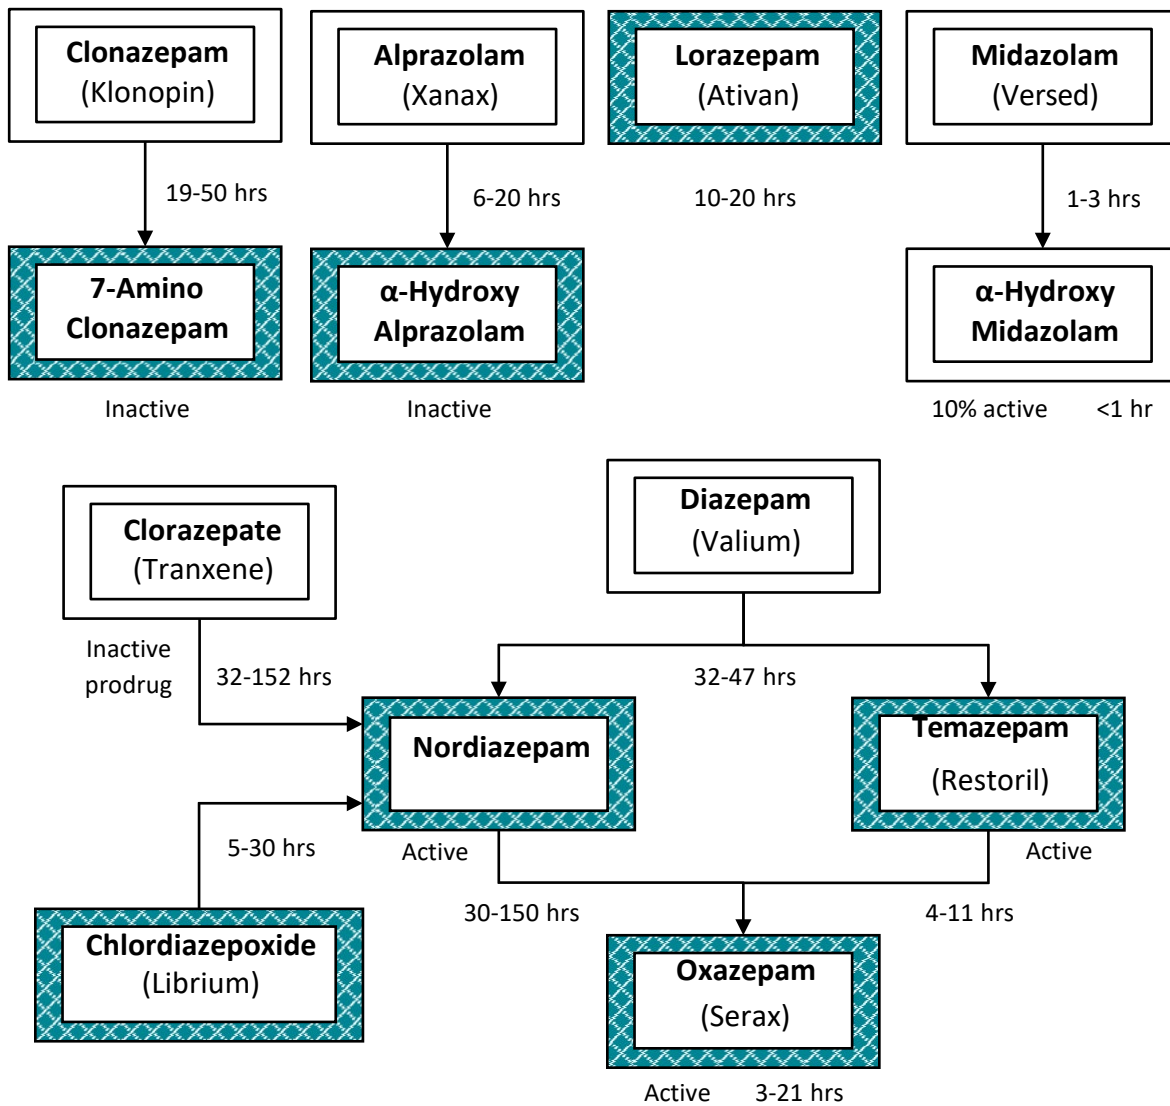 Clonazepam
(Klonopin)
Alprazolam
(Xanax)
Lorazepam
(Ativan)
Midazolam
(Versed)
19-50 hrs
6-20 hrs
10-20 hrs
1-3 hrs
7-Amino
Clonazepam
α-Hydroxy
Alprazolam
α-Hydroxy
Midazolam
Inactive
Inactive
10% active <1 hr
Clorazepate
(Tranxene)
Diazepam
(Valium)
Inactive
prodrug
32-152 hrs
32-47 hrs
Nordiazepam
Temazepam
(Restoril)
5-30 hrs
Active
Active
30-150 hrs
4-11 hrs
Chlordiazepoxide
(Librium)
Oxazepam
(Serax)
Active 3-21 hrs